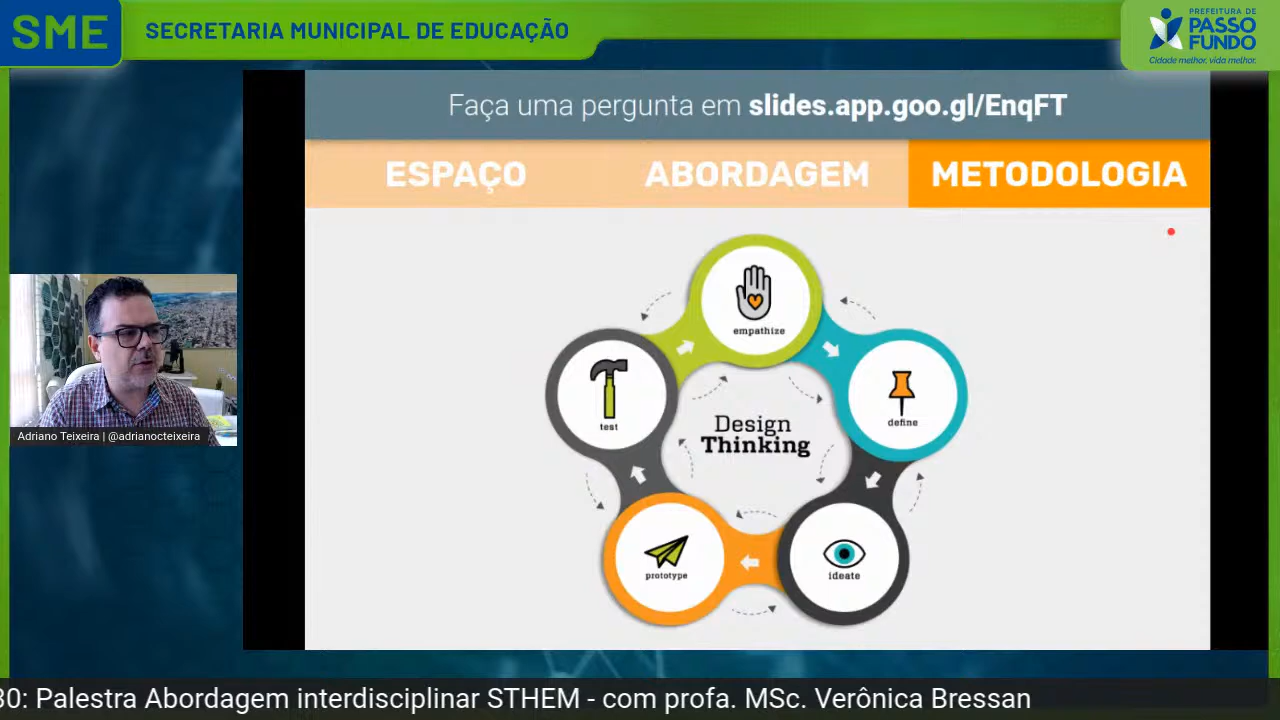 SME
SECRETARIA MUNICIPAL DE EDUCAÇÃO
PREFEITURA DE
PASSO
FUNDO
Cidade melhor, vida melhor.
Faça uma pergunta em slides.app.goo.gl/EnqFT
ESPAÇO
ABORDAGEM
METODOLOGIA
empathize
test
define
Design
Thinking
prototype
ideate
Adriano Teixeira | @adrianocteixeira
30: Palestra Abordagem interdisciplinar STHEM - com profa. MSc. Verônica Bressan